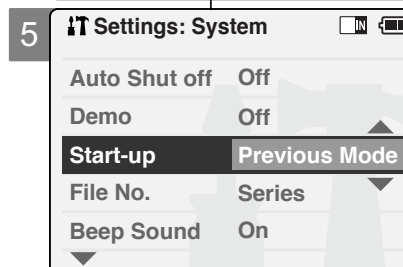 5
Settings: System
IN
Auto Shut off Off
Demo Off
Start-up Previous Mode
File No. Series
Beep Sound On